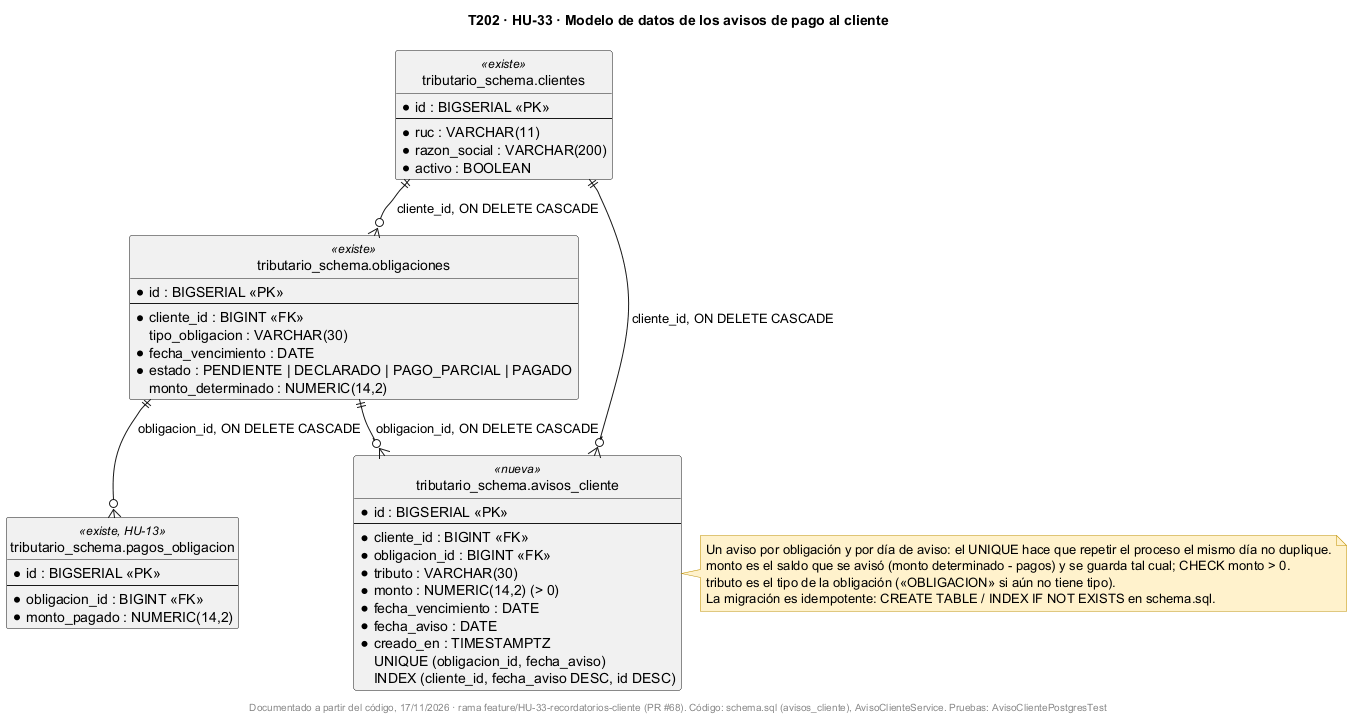 T202 · HU-33 · Modelo de datos de los avisos de pago al cliente
«existe»
tributario_schema.clientes
id : BIGSERIAL «PK»
ruc : VARCHAR(11)
razon_social : VARCHAR(200)
activo : BOOLEAN
cliente_id, ON DELETE CASCADE
«existe»
tributario_schema.obligaciones
id : BIGSERIAL «PK»
cliente_id : BIGINT «FK»
tipo_obligacion : VARCHAR(30)
fecha_vencimiento : DATE
estado : PENDIENTE | DECLARADO | PAGO_PARCIAL | PAGADO
monto_determinado : NUMERIC(14,2)
cliente_id, ON DELETE CASCADE
obligacion_id, ON DELETE CASCADE
obligacion_id, ON DELETE CASCADE
«existe, HU-13»
tributario_schema.pagos_obligacion
id : BIGSERIAL «PK»
obligacion_id : BIGINT «FK»
monto_pagado : NUMERIC(14,2)
«nueva»
tributario_schema.avisos_cliente
id : BIGSERIAL «PK»
cliente_id : BIGINT «FK»
obligacion_id : BIGINT «FK»
tributo : VARCHAR(30)
monto : NUMERIC(14,2) (> 0)
fecha_vencimiento : DATE
fecha_aviso : DATE
creado_en : TIMESTAMPTZ
UNIQUE (obligacion_id, fecha_aviso)
INDEX (cliente_id, fecha_aviso DESC, id DESC)
Un aviso por obligación y por día de aviso: el UNIQUE hace que repetir el proceso el mismo día no duplique.
monto es el saldo que se avisó (monto determinado - pagos) y se guarda tal cual; CHECK monto > 0.
tributo es el tipo de la obligación («OBLIGACION» si aún no tiene tipo).
La migración es idempotente: CREATE TABLE / INDEX IF NOT EXISTS en schema.sql.
Documentado a partir del código, 17/11/2026 · rama feature/HU-33-recordatorios-cliente (PR #68). Código: schema.sql (avisos_cliente), AvisoClienteService. Pruebas: AvisoClientePostgresTest